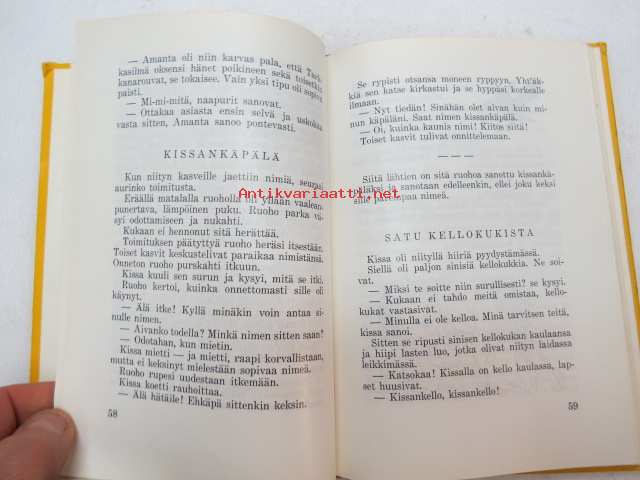 — Amanta oli niin karvas pala, että Tark-
kasilmä oksensi hänet poikineen sekä toisetkin
kanarouvat, se tokaisee. Vain yksi tipu oli sopiva
paisti.
— Mi-mi-mitä, naapurit sanovat.
— Ottakaa asiasta ensin selvä ja uskokaa
vasta sitten, Amanta sanoo pontevasti.
KISSANKÄPÄLÄ
Kun niityn kasveille jaettiin nimiä, seurasi
aurinko toimitusta.
Eräällä matalalla ruoholla oli yllään vaalean-
punertava, lämpöinen puku. Ruoho parka vä-
syi odottamiseen ja nukahti.
Kukaan ei hennonut sitä herättää.
Toimituksen päätyttyä ruoho heräsi itsestään.
Toiset kasvit keskustelivat paraikaa nimistänsä.
Onneton ruoho purskahti itkuun.
Kissa kuuli sen surun ja kysyi, mitä se itki.
Ruoho kertoi, kuinka onnettomasti sille oli
käynyt.
— Älä itke! Kyllä minäkin voin antaa si-
nulle nimen.
— Aivanko todella? Minkä nimen sitten saan?
— Odotahan, kun mietin.
Kissa mietti — ja mietti, raapi korvallistaan,
mutta ei keksinyt mielestään sopivaa nimeä.
Ruoho rupesi uudestaan itkemään.
Kissa koetti rauhoittaa.
— Älä hätäile! Ehkäpä sittenkin keksin.
58
Se rypisti otsansa moneen ryppyyn. Yht'äk-
kiä sen katse kirkastui ja se hyppäsi korkealle
ilmaan.
— Nyt tiedän! Sinähän olet aivan kuin mi-
nun käpäläni. Saat nimen kissankäpälä.
— Oi, kuinka kaunis nimi! Kiitos siitä!
Toiset kasvit tulivat onnittelemaan.
— — —
Siitä lähtien on sitä ruohoa sanottu kissankä-
päläksi ja sanotaan edelleenkin, ellei joku keksi
sille parempaa nimeä.
SATU KELLOKUKISTA
Kissa oli niityllä hiiriä pyydystämässä.
Siellä oli paljon sinisiä kellokukkia. Ne soi-
vat.
— Miksi te soitte niin surullisesti? se kysyi.
— Kukaan ei tahdo meitä omistaa, kello-
kukat vastasivat.
— Minulla ei ole kelloa. Minä tarvitsen teitä,
kissa sanoi.
Sitten se ripusti sinisen kellokukan kaulaansa
ja hiipi lasten luo, jotka olivat niityn laidassa
leikkimässä.
— Katsokaa! Kissalla on kello kaulassa, lap-
set huusivat.
— Kissankello, kissankello!
59
Antikvariaatti.net